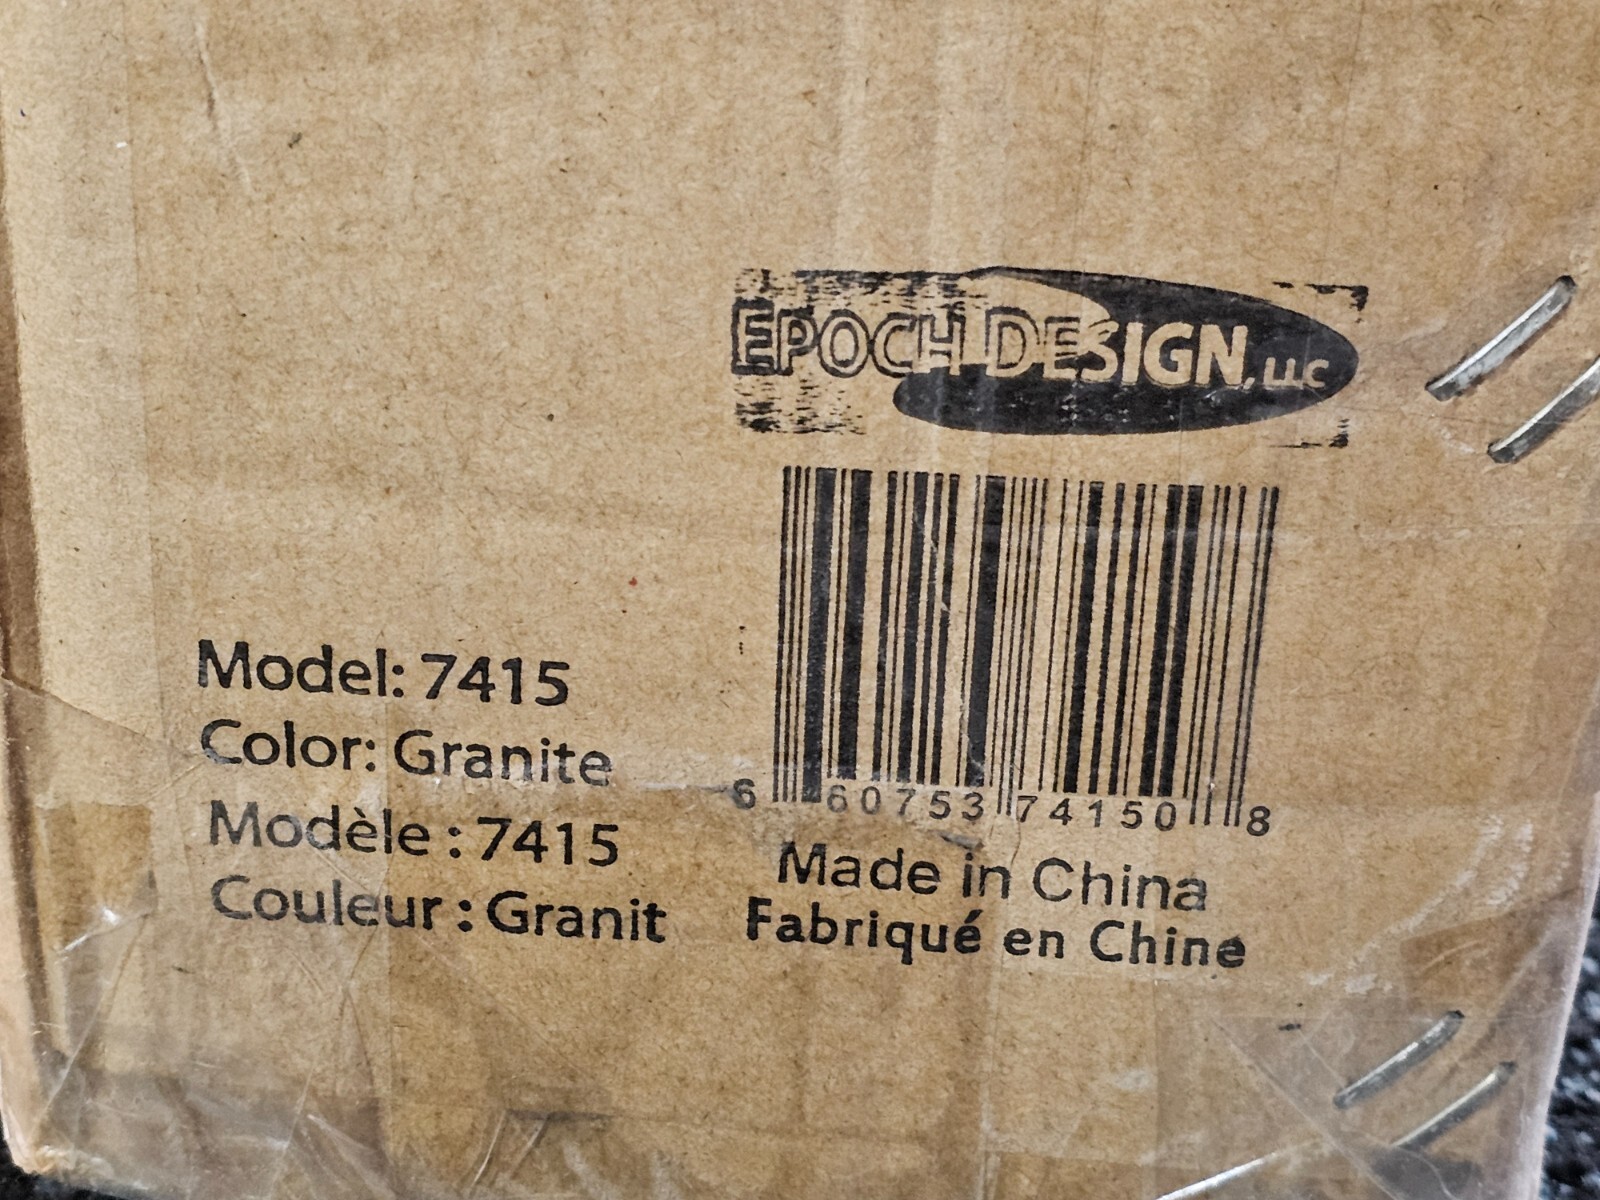 EPOCH DESIGN, LLC
6 60753 74150 8
Model: 7415
Color: Granite
Modèle : 7415
Couleur : Granit
Made in China
Fabriqué en Chine